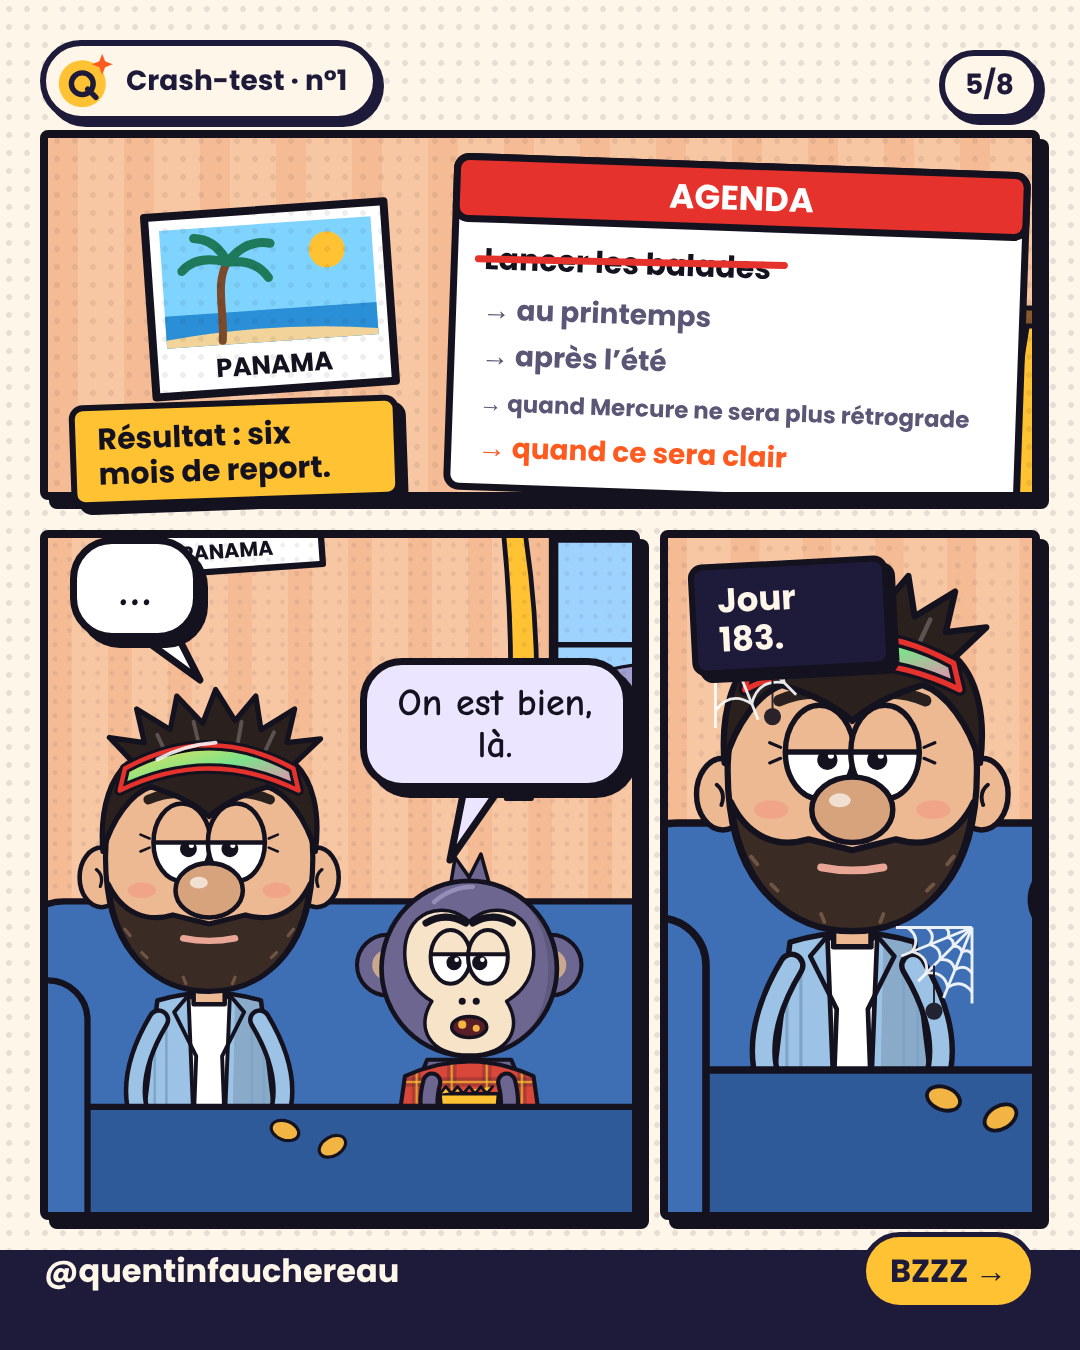 Q
Crash-test · n°1
5/8
AGENDA
Lancer les balades
→ au printemps
→ après l’été
→ quand Mercure ne sera plus rétrograde
→ quand ce sera clair
PANAMA
Résultat : six
mois de report.
PANAMA
...
On est bien,
là.
Jour
183.
@quentinfauchereau
BZZZ →